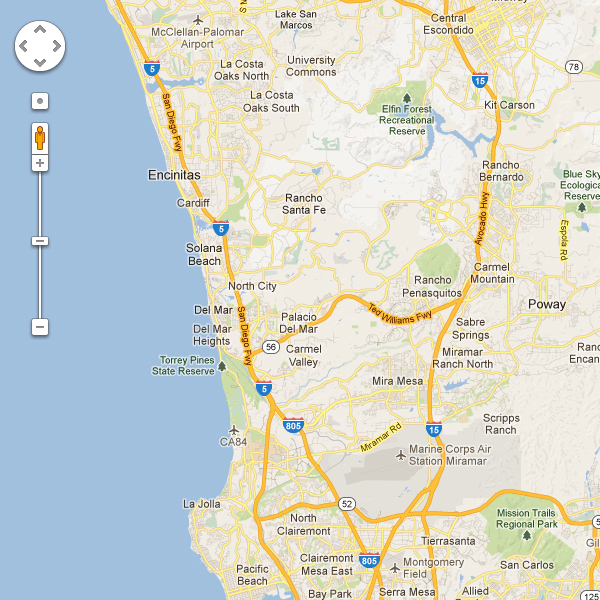 Lake San
Marcos
Central
Escondido
McClellan-Palomar
Airport
5
La Costa
Oaks North
University
Commons
78
15
La Costa
Oaks South
Kit Carson
San Diego Fwy
Elfin Forest
Recreational
Reserve
Encinitas
Rancho
Bernardo
Blue Sky
Ecological
Reserve
Cardiff
Rancho
Santa Fe
Avocado Hwy
5
Espola Rd
Solana
Beach
North City
Rancho
Penasquitos
Carmel
Mountain
Poway
Del Mar
San Diego Fwy
Palacio
Del Mar
Ted Williams Fwy
Del Mar
Heights
Sabre
Springs
56
Carmel
Valley
Miramar
Ranch North
Torrey Pines
State Reserve
5
Mira Mesa
Scripps
Ranch
805
15
CA84
Miramar Rd
Marine Corps Air
Station Miramar
La Jolla
52
North
Clairemont
Mission Trails
Regional Park
Tierrasanta
Clairemont
Mesa East
805
Montgomery
Field
San Carlos
Pacific
Beach
Bay Park
Serra Mesa
Allied
125